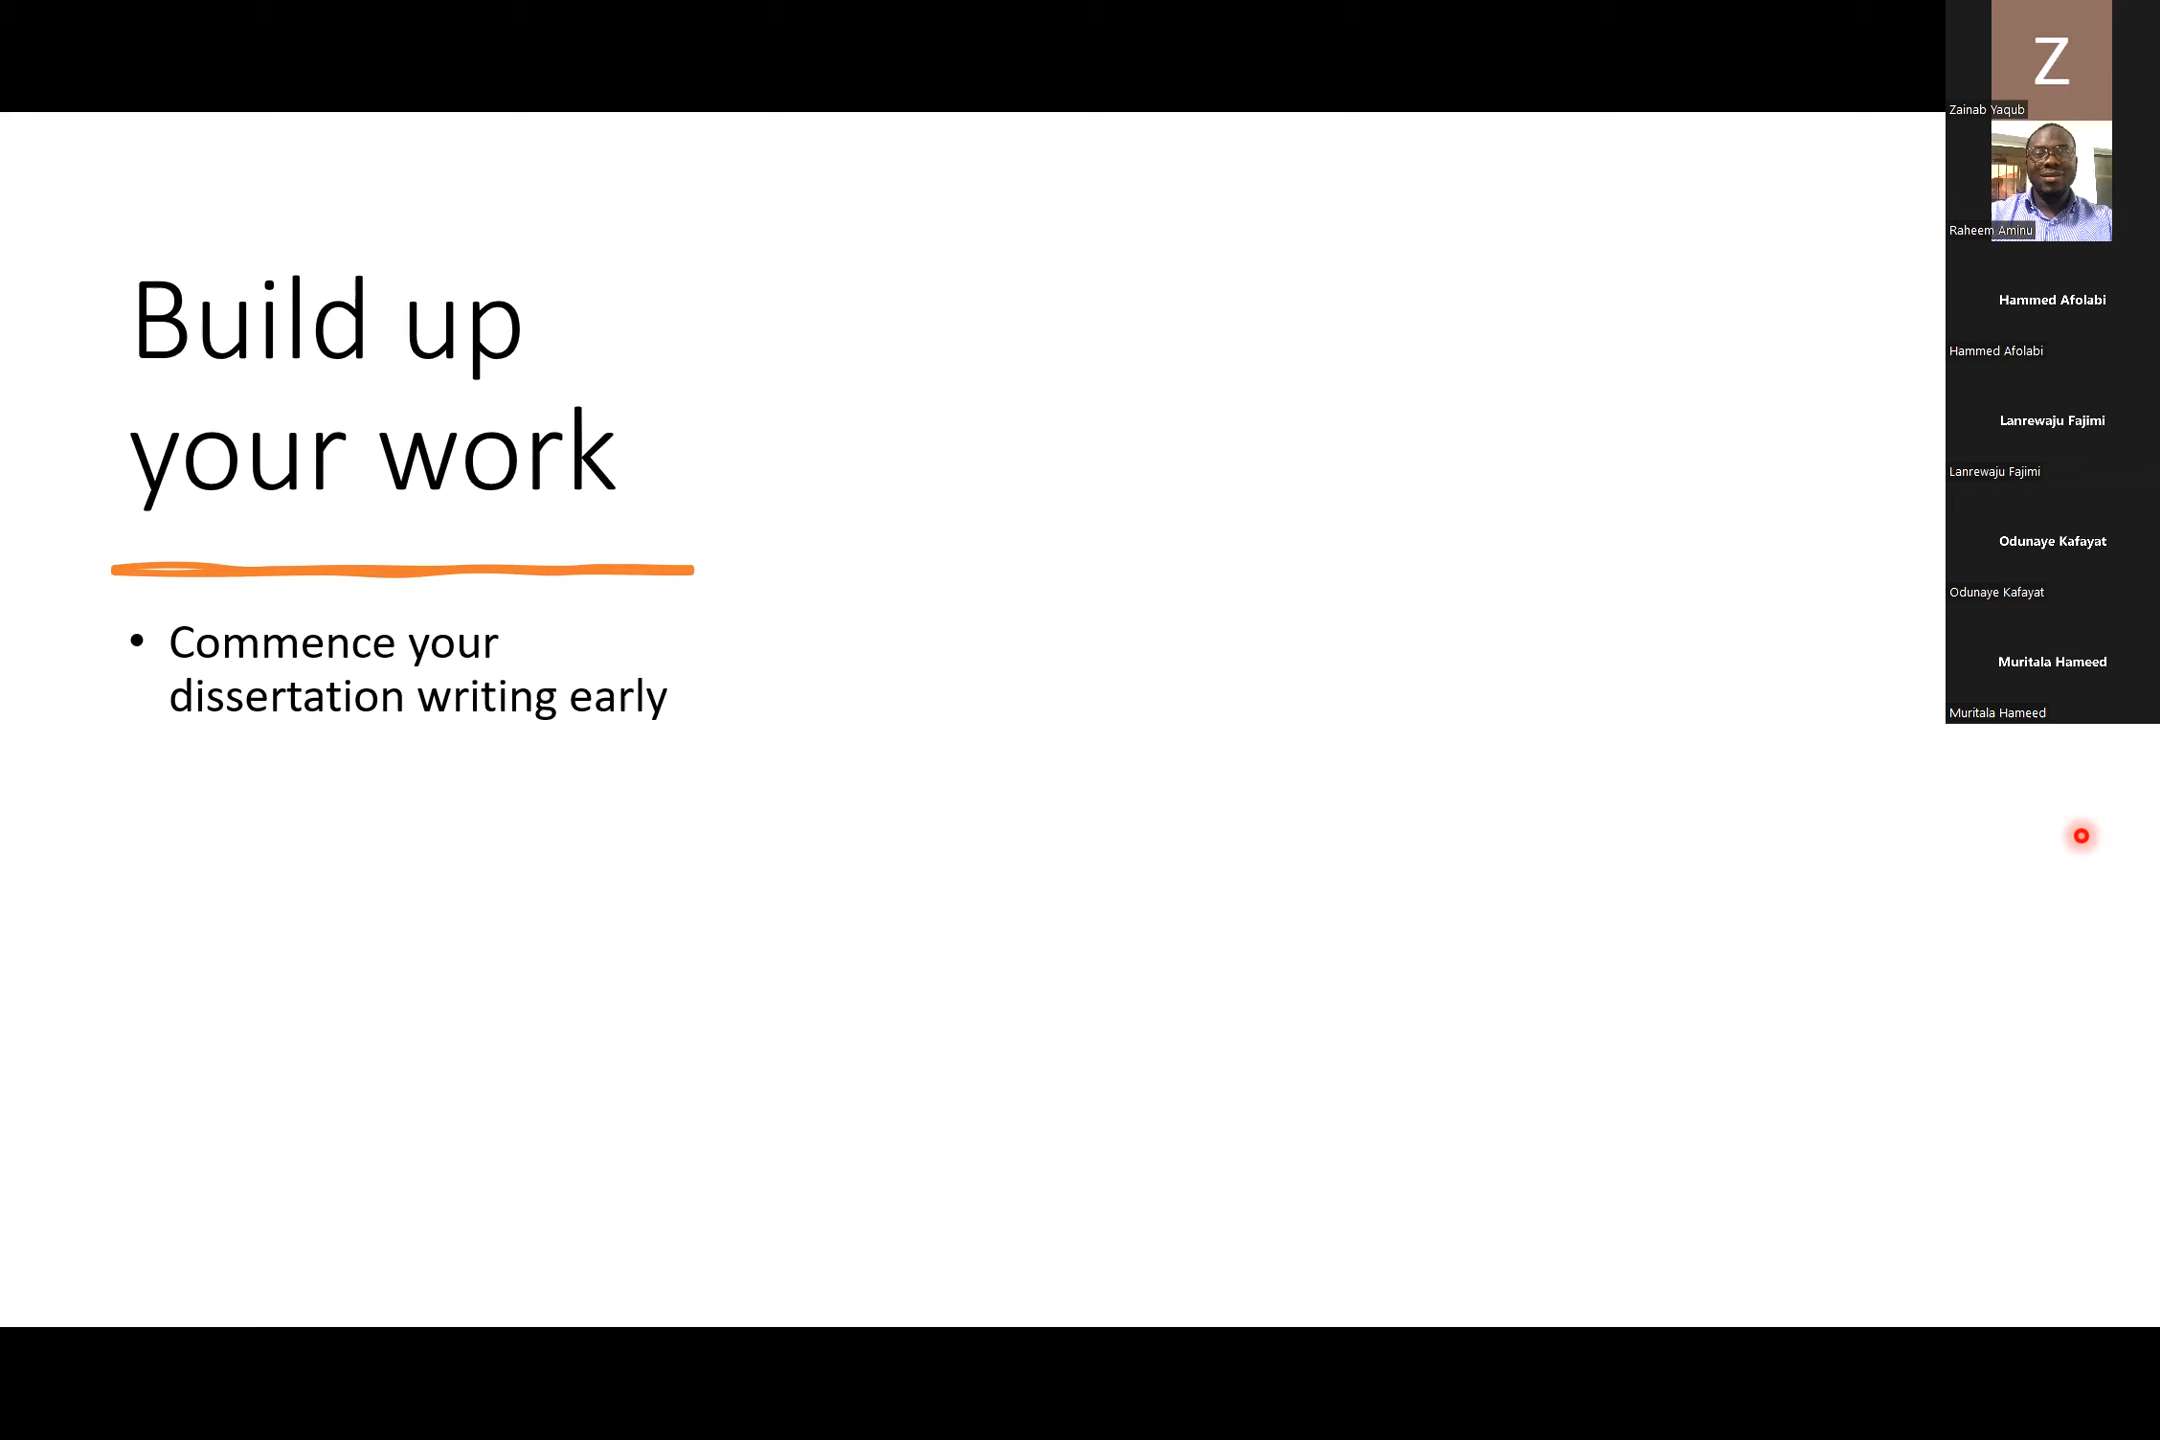 Build up
your work
• Commence your
dissertation writing early
Z
Zainab Yaqub
Raheem Aminu
Hammed Afolabi
Hammed Afolabi
Lanrewaju Fajimi
Lanrewaju Fajimi
Odunaye Kafayat
Odunaye Kafayat
Muritala Hameed
Muritala Hameed